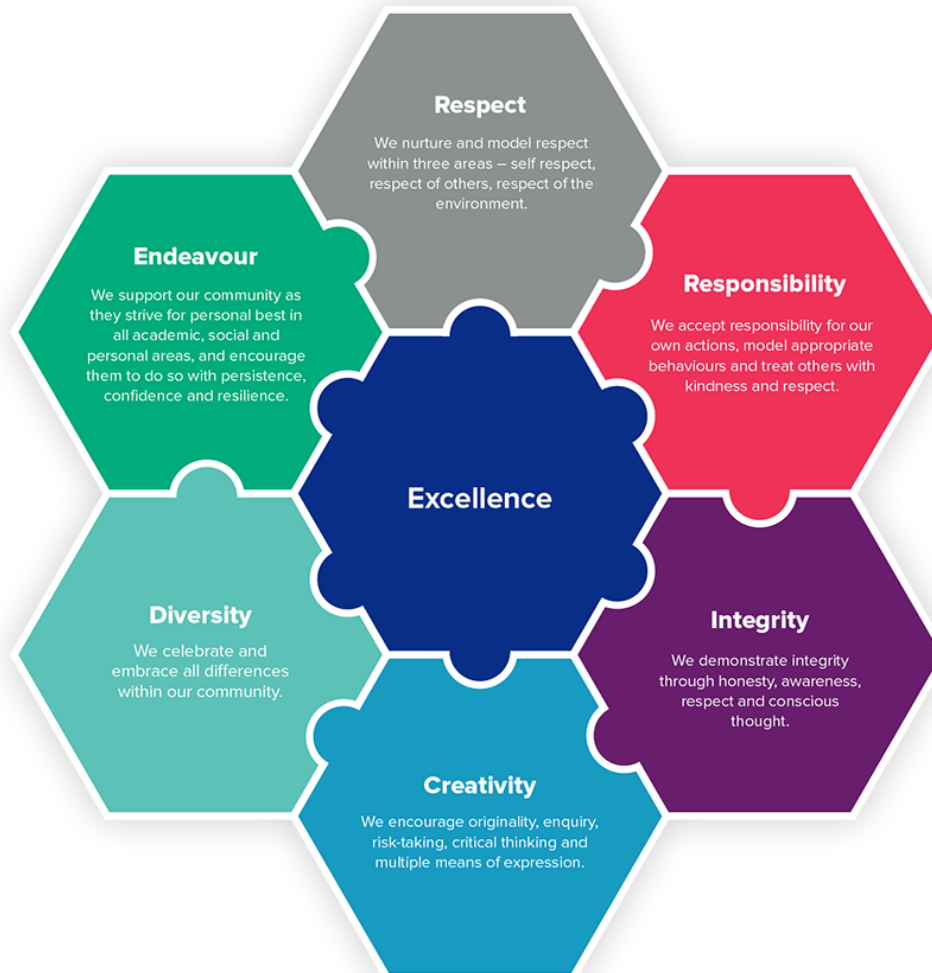 Respect
We nurture and model respect
within three areas – self respect,
respect of others, respect of the
environment.
Endeavour
We support our community as
they strive for personal best in
all academic, social and
personal areas, and encourage
them to do so with persistence,
confidence and resilience.
Responsibility
We accept responsibility for our
own actions, model appropriate
behaviours and treat others with
kindness and respect.
Excellence
Diversity
We celebrate and
embrace all differences
within our community.
Integrity
We demonstrate integrity
through honesty, awareness,
respect and conscious
thought.
Creativity
We encourage originality, enquiry,
risk-taking, critical thinking and
multiple means of expression.